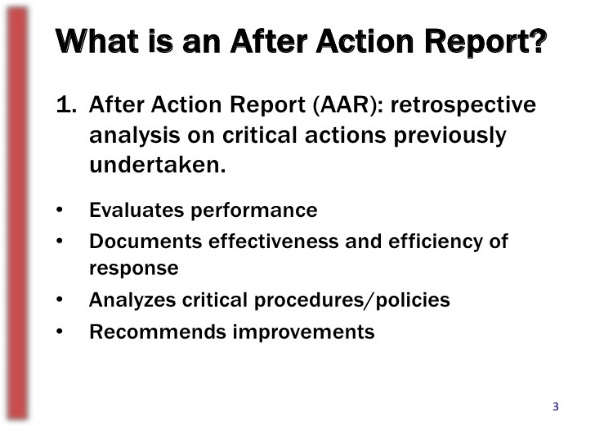 What is an After Action Report?
1. After Action Report (AAR): retrospective
analysis on critical actions previously
undertaken.
• Evaluates performance
• Documents effectiveness and efficiency of
response
• Analyzes critical procedures/policies
• Recommends improvements
3